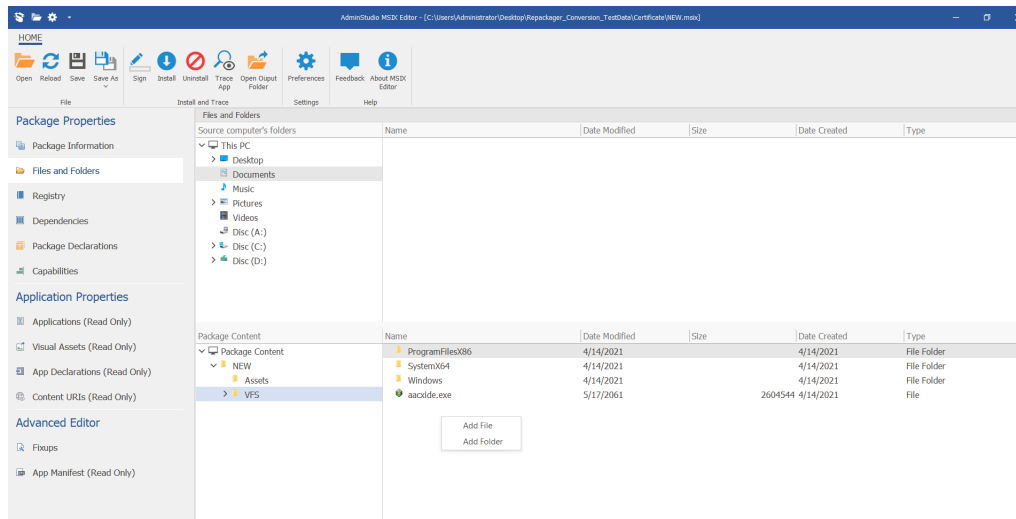 AdminStudio MSIX Editor - [C:\Users\Administrator\Desktop\Repackager_Conversion_TestData\Certificate\NEW.msix]
HOME
Open Reload Save Save As Sign Install Uninstall Trace App Open Ouput Folder Preferences Feedback About MSIX Editor
File Install and Trace Settings Help
Package Properties
Package Information
Files and Folders
Registry
Dependencies
Package Declarations
Capabilities
Application Properties
Applications (Read Only)
Visual Assets (Read Only)
App Declarations (Read Only)
Content URIs (Read Only)
Advanced Editor
Fixups
App Manifest (Read Only)
Files and Folders
Source computer's folders Name Date Modified Size Date Created Type
This PC
Desktop
Documents
Music
Pictures
Videos
Disc (A:)
Disc (C:)
Disc (D:)
Package Content Name Date Modified Size Date Created Type
Package Content
NEW
Assets
VFS
ProgramFilesX86 4/14/2021 4/14/2021 File Folder
SystemX64 4/14/2021 4/14/2021 File Folder
Windows 4/14/2021 4/14/2021 File Folder
aacxide.exe 5/17/2061 2604544 4/14/2021 File
Add File
Add Folder